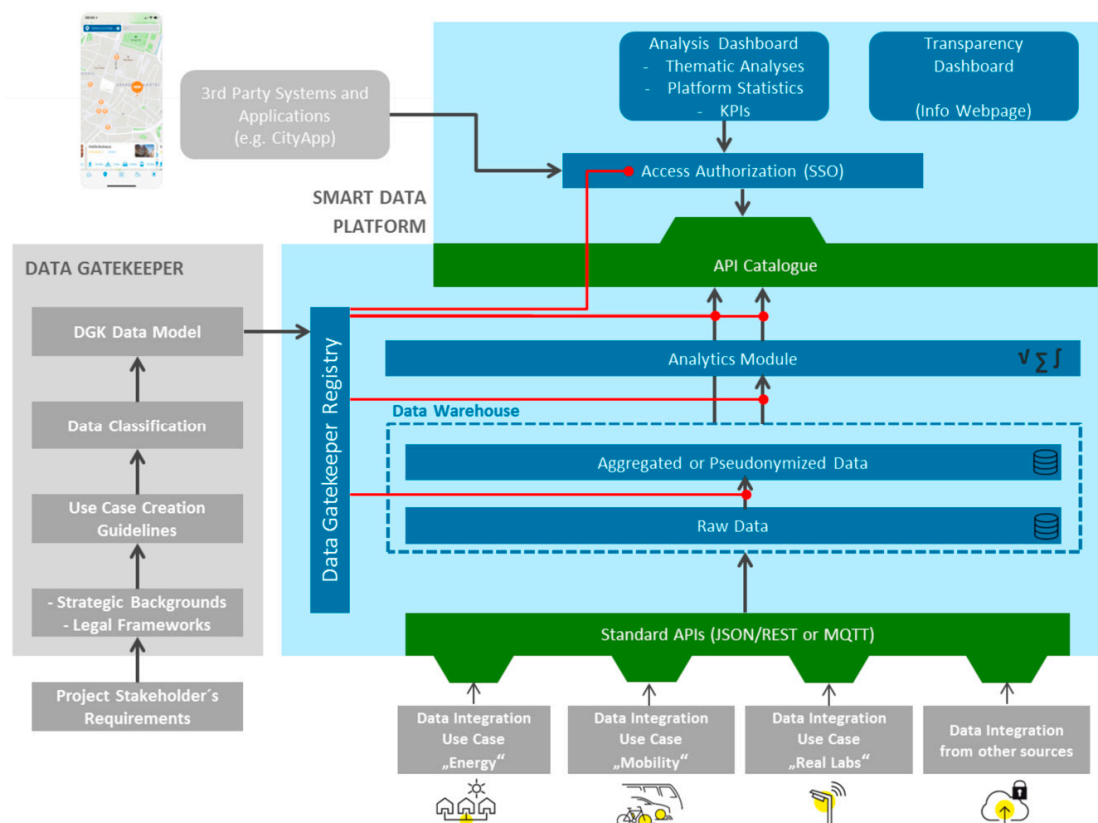 Analysis Dashboard
- Thematic Analyses
- Platform Statistics
- KPIs
Transparency
Dashboard
(Info Webpage)
3rd Party Systems and
Applications
(e.g. CityApp)
Access Authorization (SSO)
SMART DATA
PLATFORM
API Catalogue
DATA GATEKEEPER
DGK Data Model
Data Classification
Use Case Creation
Guidelines
- Strategic Backgrounds
- Legal Frameworks
Project Stakeholder´s
Requirements
Data Gatekeeper Registry
Analytics Module
√ ∑ ∫
Data Warehouse
Aggregated or Pseudonymized Data
Raw Data
Standard APIs (JSON/REST or MQTT)
Data Integration
Use Case
„Energy“
Data Integration
Use Case
„Mobility“
Data Integration
Use Case
„Real Labs“
Data Integration
from other sources